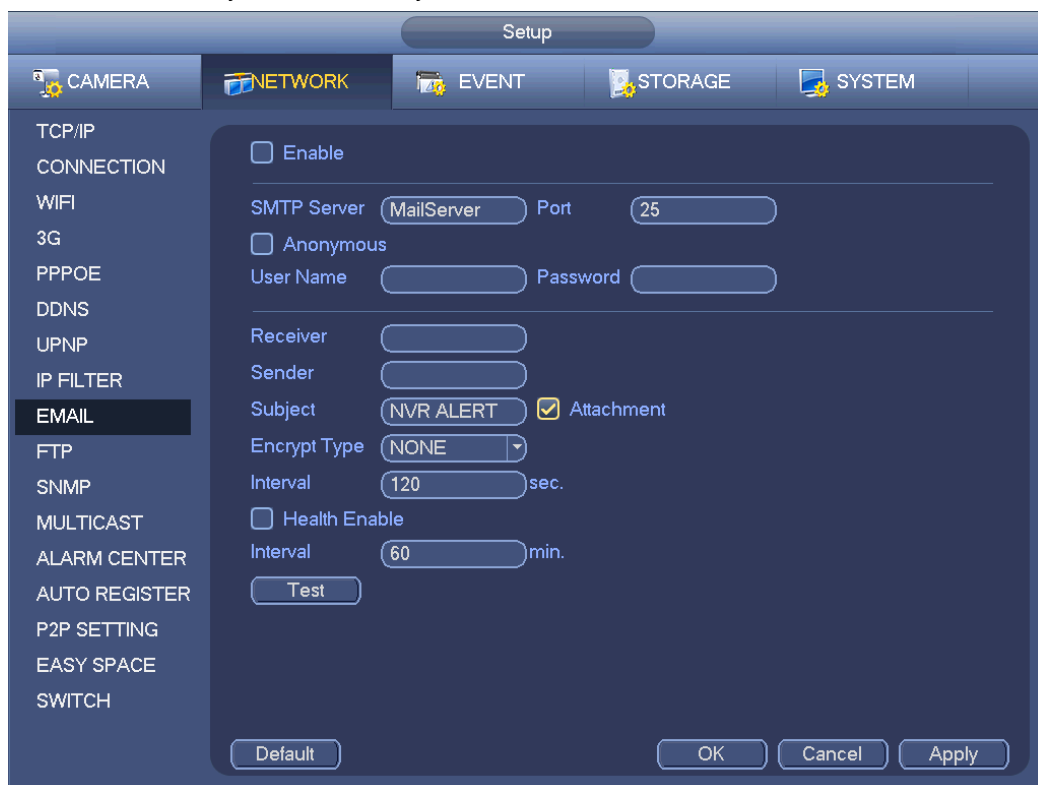 Setup
CAMERA NETWORK EVENT STORAGE SYSTEM
TCP/IP
CONNECTION
WIFI
3G
PPPOE
DDNS
UPNP
IP FILTER
EMAIL
FTP
SNMP
MULTICAST
ALARM CENTER
AUTO REGISTER
P2P SETTING
EASY SPACE
SWITCH
Enable
SMTP Server MailServer Port 25
Anonymous
User Name Password
Receiver
Sender
Subject NVR ALERT Attachment
Encrypt Type NONE
Interval 120 sec.
Health Enable
Interval 60 min.
Test
Default OK Cancel Apply